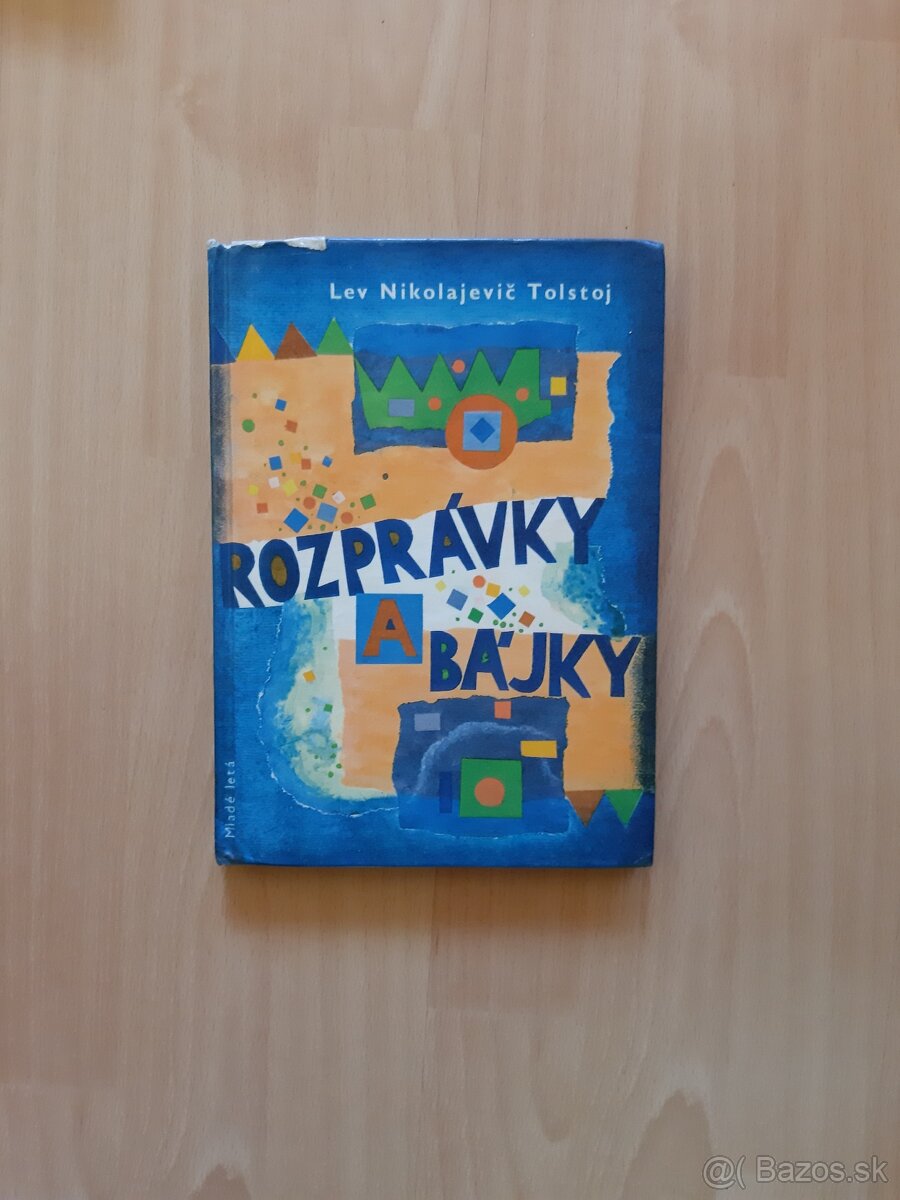 Lev Nikolajevič Tolstoj
ROZPRÁVKY
A
BÁJKY
Mladé letá
@( Bazos.sk